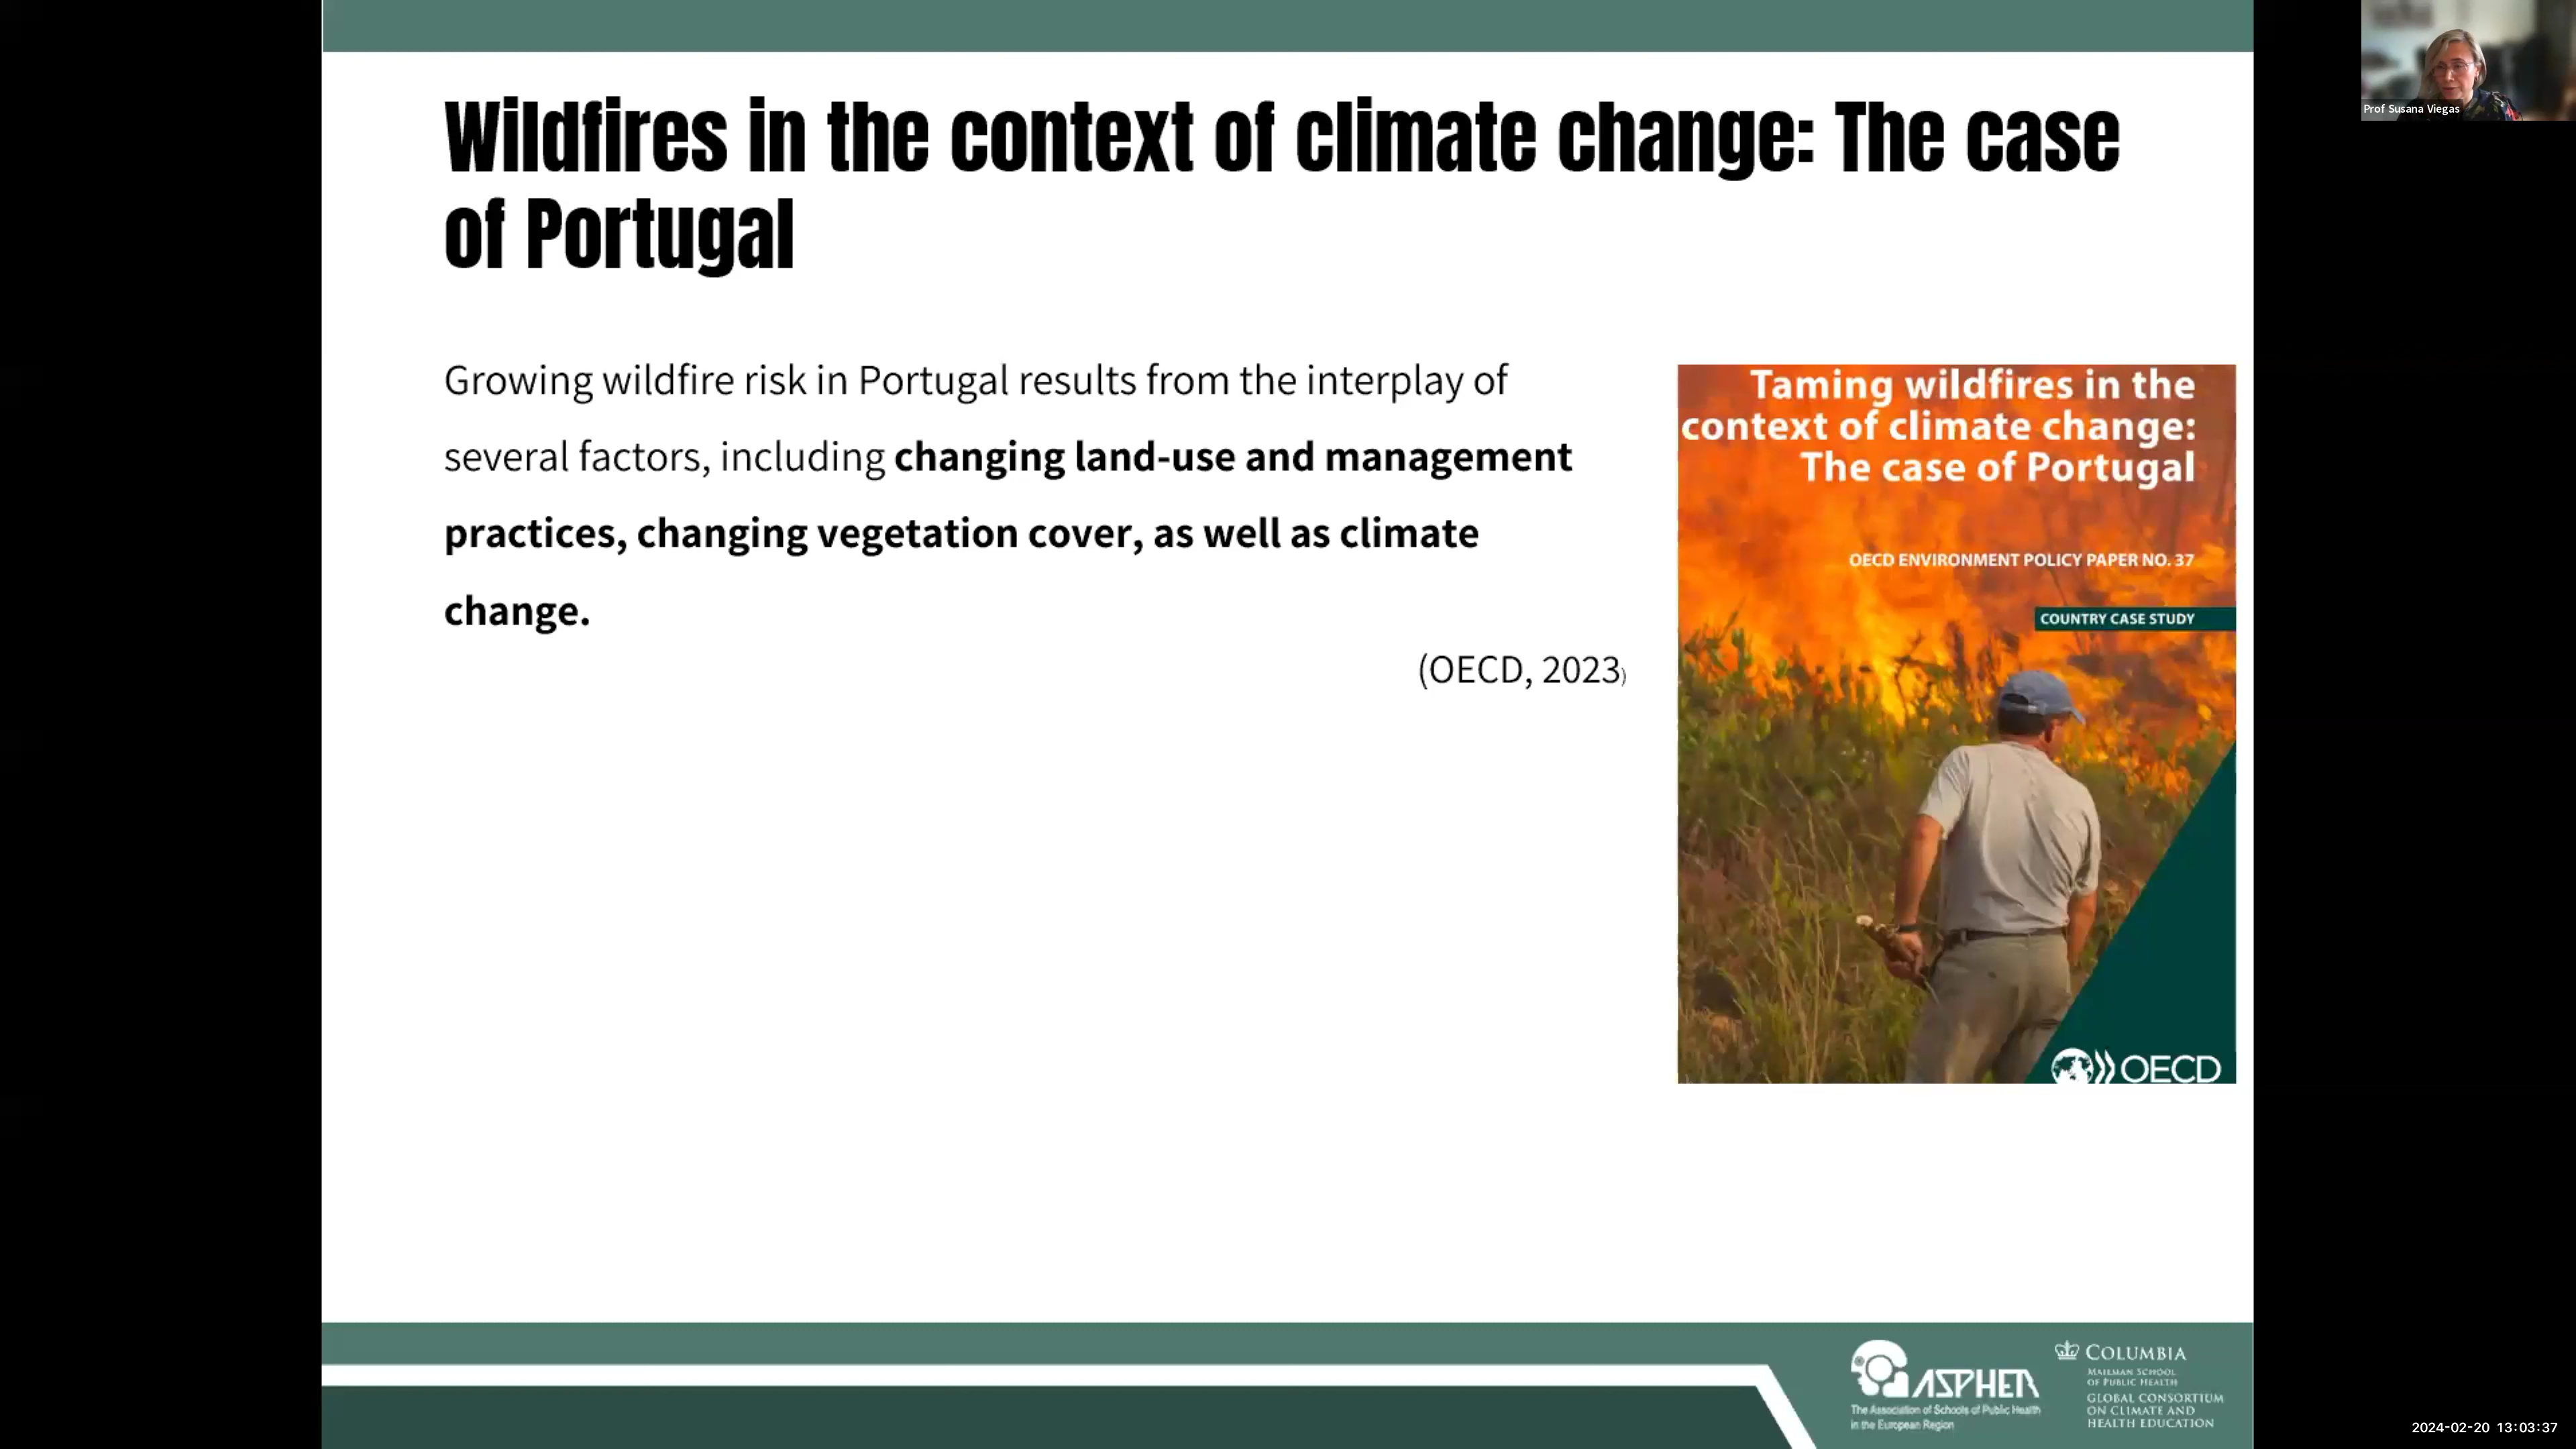 Prof Susana Viegas
Wildfires in the context of climate change: The case
of Portugal
Growing wildfire risk in Portugal results from the interplay of
several factors, including changing land-use and management
practices, changing vegetation cover, as well as climate
change.
(OECD, 2023)
Taming wildfires in the
context of climate change:
The case of Portugal
OECD ENVIRONMENT POLICY PAPER NO. 37
COUNTRY CASE STUDY
OECD
ASPHER
The Association of Schools of Public Health
in the European Region
COLUMBIA
MAILMAN SCHOOL
OF PUBLIC HEALTH
GLOBAL CONSORTIUM
ON CLIMATE AND
HEALTH EDUCATION
2024-02-20 13:03:37